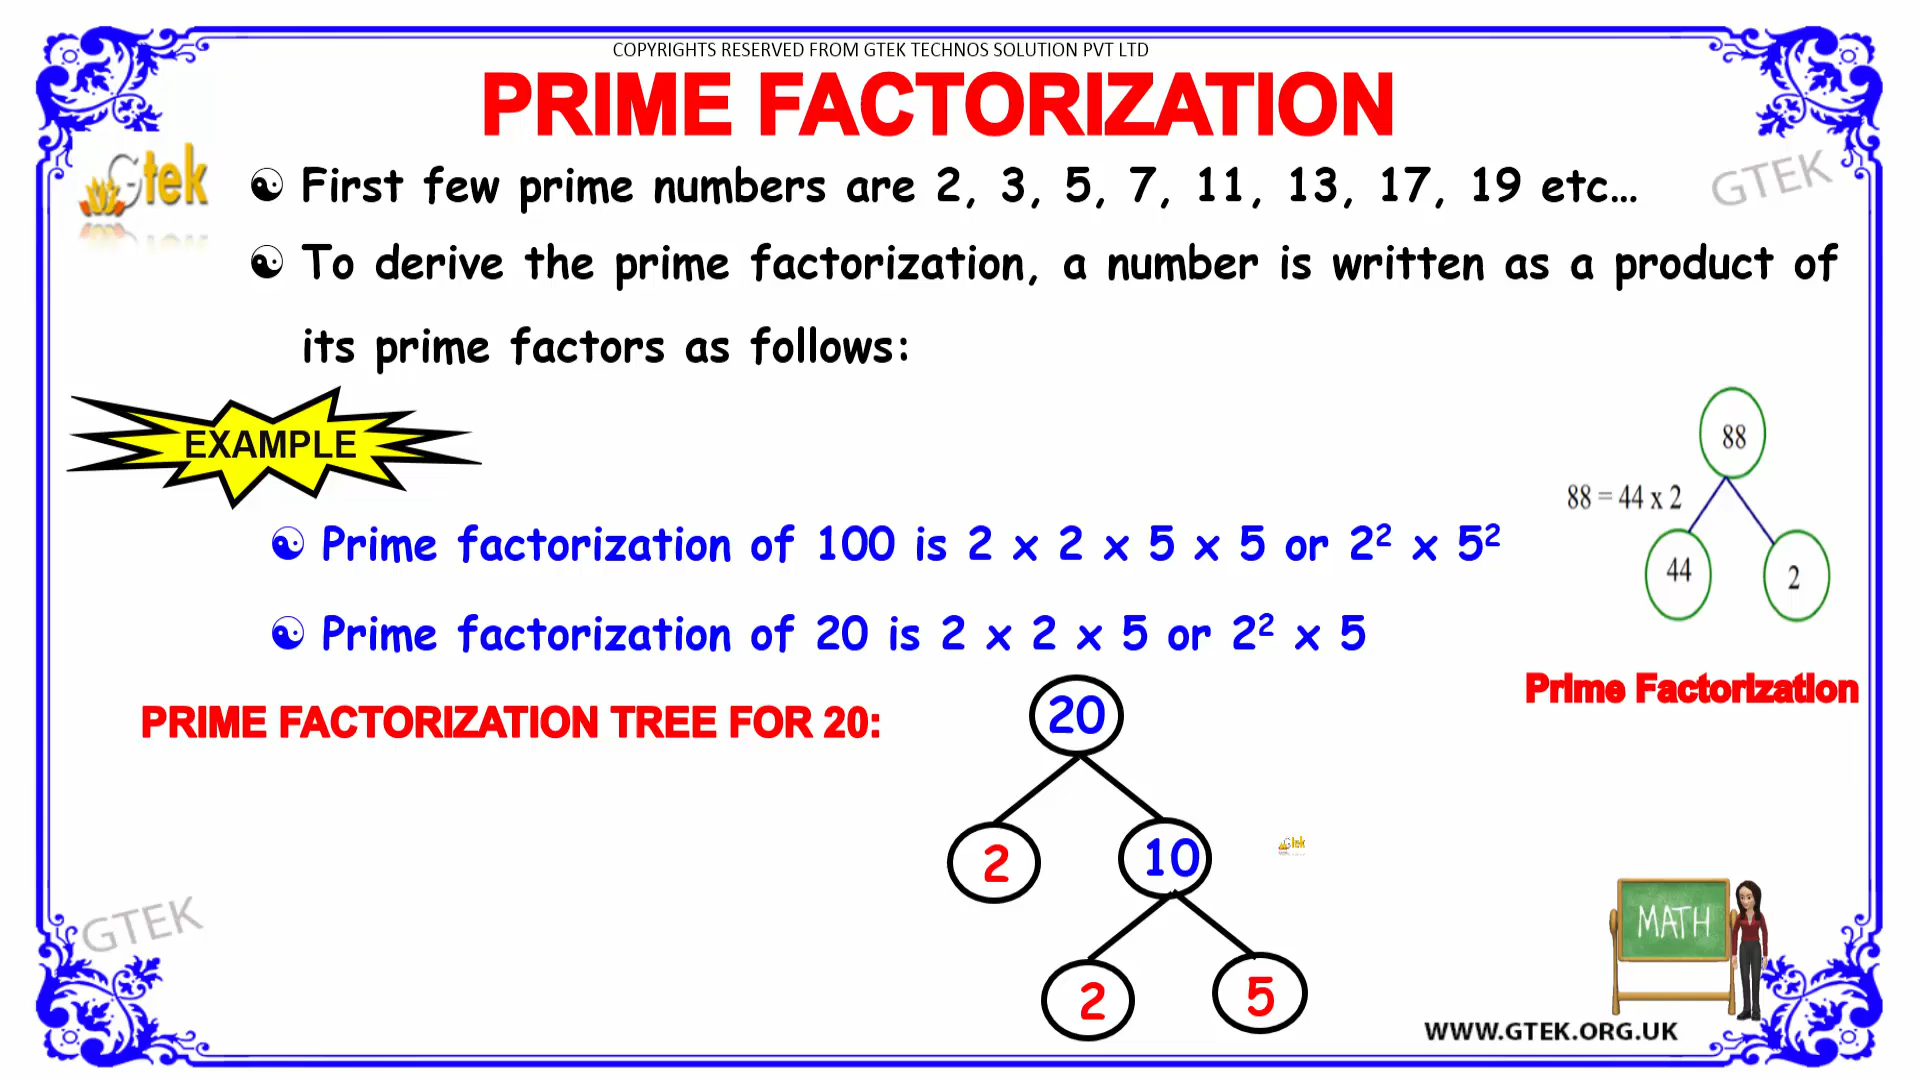 COPYRIGHTS RESERVED FROM GTEK TECHNOS SOLUTION PVT LTD
PRIME FACTORIZATION
Gtek
GTEK
☯ First few prime numbers are 2, 3, 5, 7, 11, 13, 17, 19 etc...
☯ To derive the prime factorization, a number is written as a product of
its prime factors as follows:
EXAMPLE
88
88 = 44 x 2
44
2
Prime Factorization
☯ Prime factorization of 100 is 2 x 2 x 5 x 5 or 2² x 5²
☯ Prime factorization of 20 is 2 x 2 x 5 or 2² x 5
PRIME FACTORIZATION TREE FOR 20:
20
2
10
2
5
Gtek
GTEK
MATH
WWW.GTEK.ORG.UK